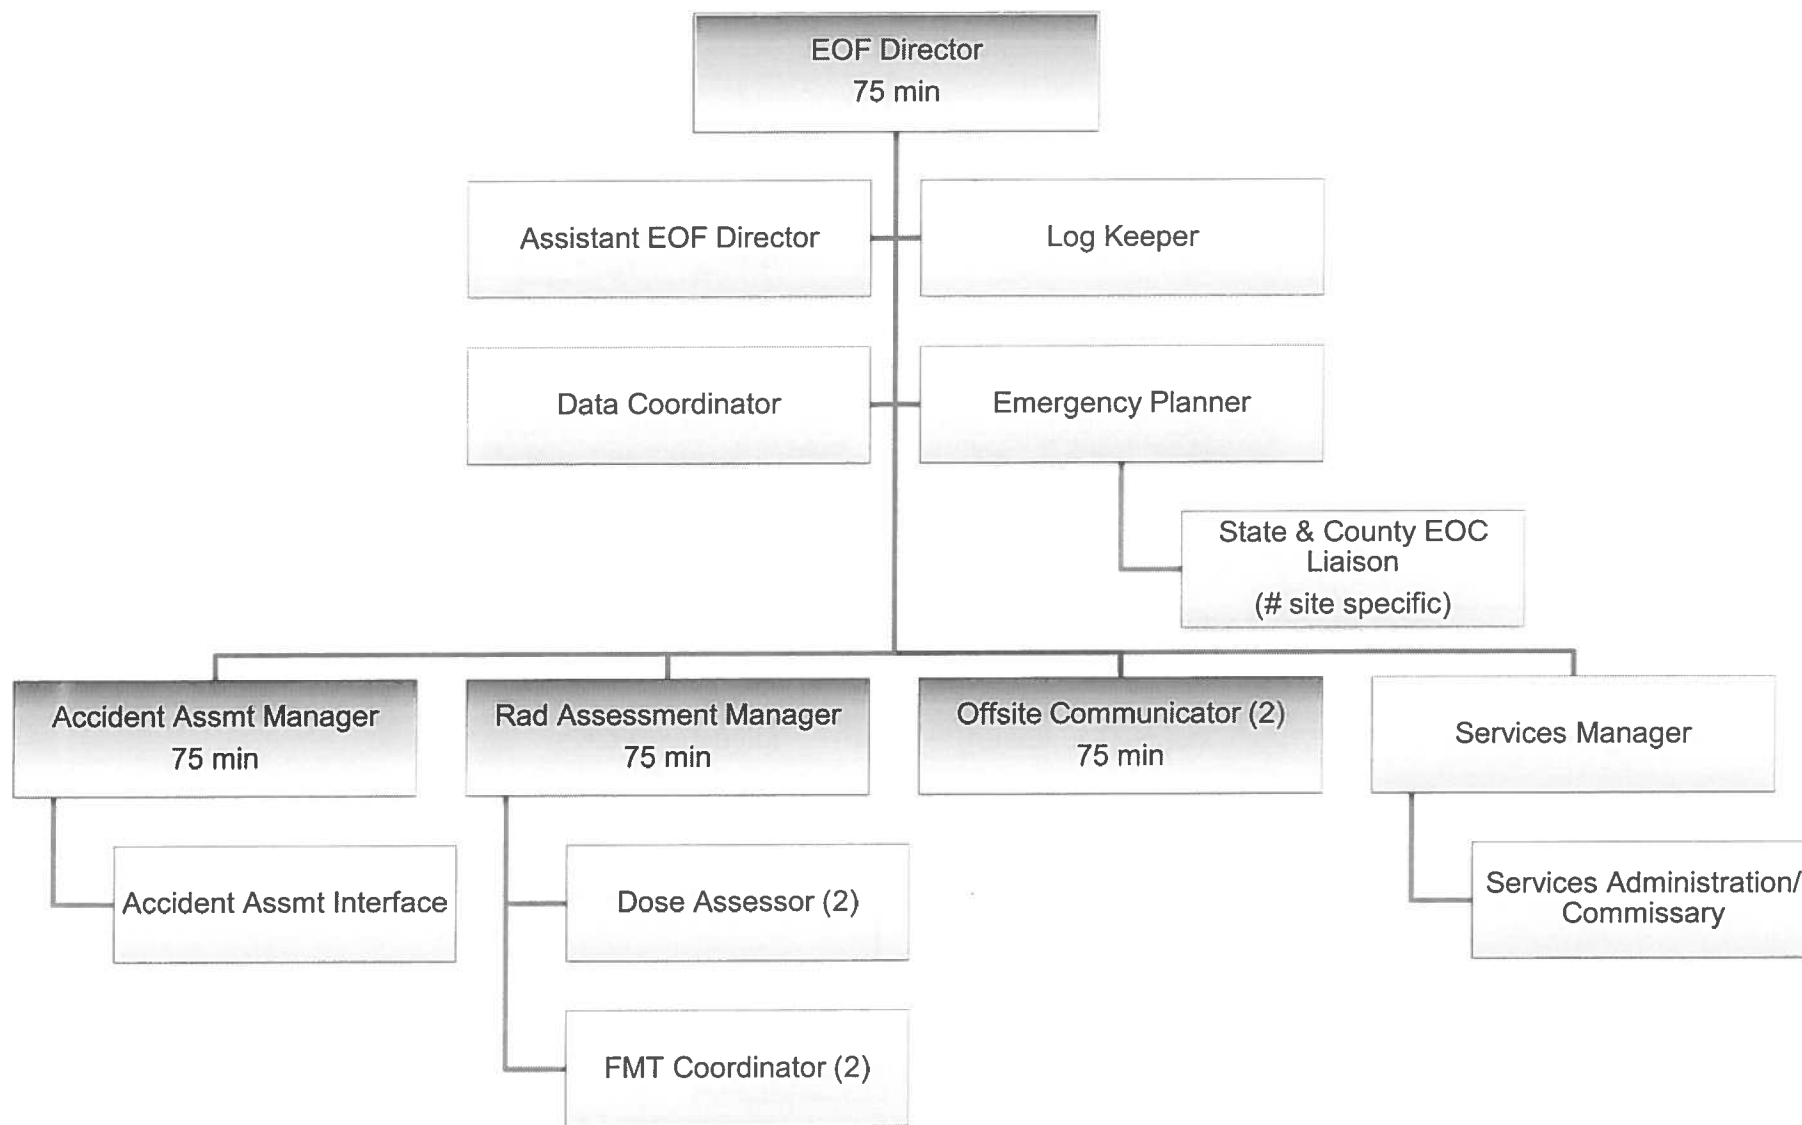 EOF Director
75 min
Assistant EOF Director
Log Keeper
Data Coordinator
Emergency Planner
State & County EOC
Liaison
(# site specific)
Accident Assmt Manager
75 min
Rad Assessment Manager
75 min
Offsite Communicator (2)
75 min
Services Manager
Accident Assmt Interface
Dose Assessor (2)
Services Administration/
Commissary
FMT Coordinator (2)